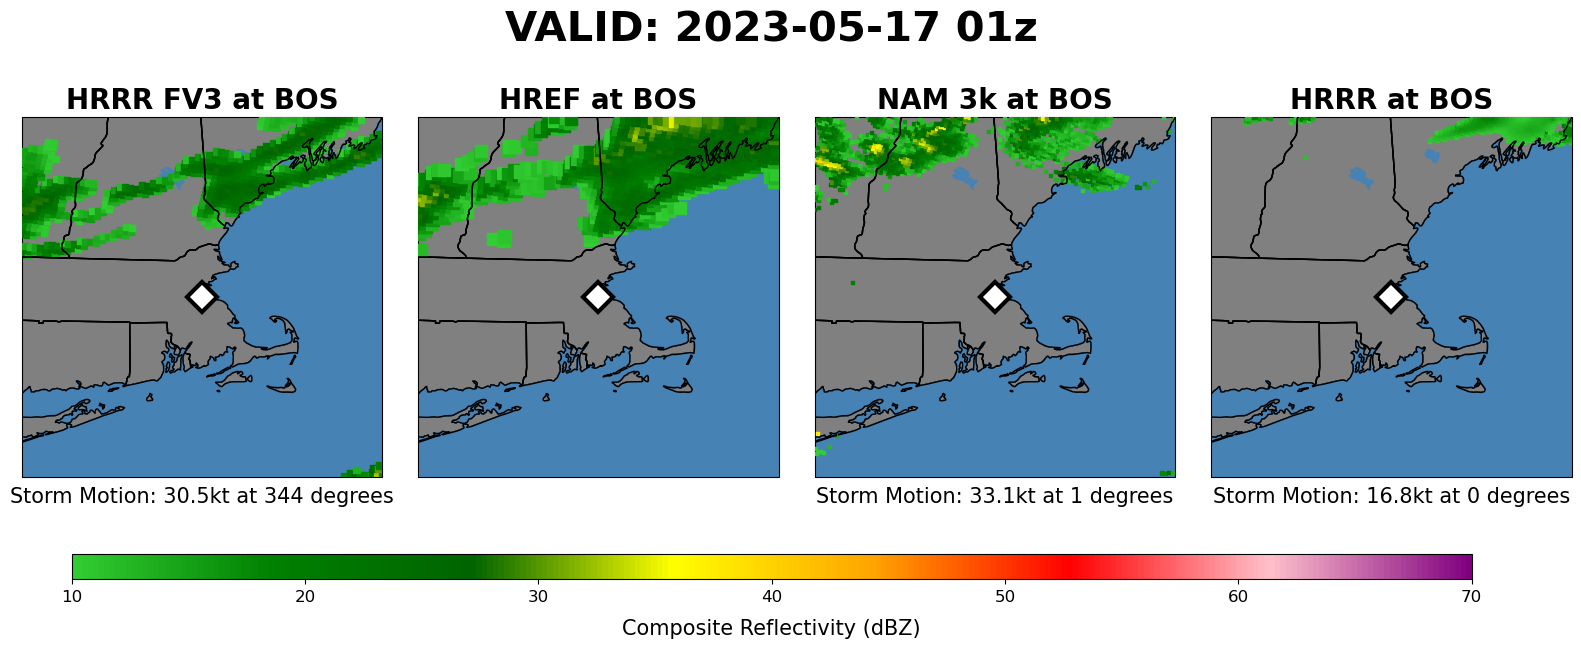 VALID: 2023-05-17 01z
HRRR FV3 at BOS
HREF at BOS
NAM 3k at BOS
HRRR at BOS
Storm Motion: 30.5kt at 344 degrees
Storm Motion: 33.1kt at 1 degrees
Storm Motion: 16.8kt at 0 degrees
10 20 30 40 50 60 70
Composite Reflectivity (dBZ)